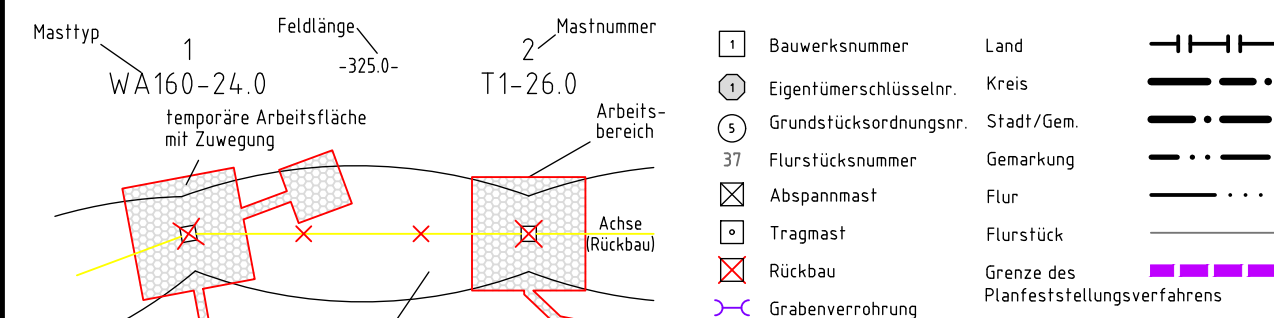 Masttyp
Feldlänge
Mastnummer
1
-325.0-
2
WA160-24.0
T1-26.0
temporäre Arbeitsfläche
mit Zuwegung
Arbeits-
bereich
Achse
(Rückbau)
1 Bauwerksnummer
1 Eigentümerschlüsselnr.
5 Grundstücksordnungsnr.
37 Flurstücksnummer
Abspannmast
Tragmast
Rückbau
Grabenverrohrung
Land
Kreis
Stadt/Gem.
Gemarkung
Flur
Flurstück
Grenze des
Planfeststellungsverfahrens